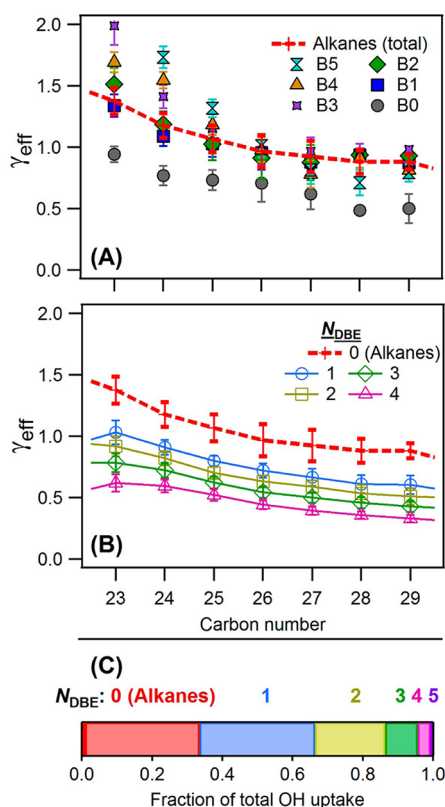 2.0
1.5
1.0
0.5
0.0
γeff
Alkanes (total)
B5 B2
B4 B1
B3 B0
(A)
2.0
1.5
1.0
0.5
0.0
γeff
NDBE
0 (Alkanes)
1 3
2 4
(B)
23 24 25 26 27 28 29
Carbon number
(C)
NDBE: 0 (Alkanes) 1 2 3 4 5
0.0 0.2 0.4 0.6 0.8 1.0
Fraction of total OH uptake